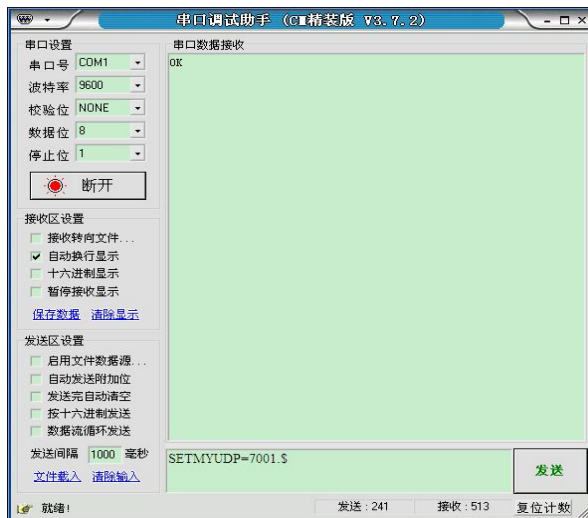 串口调试助手 (CM精装版 V3.7.2)
串口设置
串口号 COM1
波特率 9600
校验位 NONE
数据位 8
停止位 1
断开
接收区设置
接收转向文件...
自动换行显示
十六进制显示
暂停接收显示
保存数据 清除显示
发送区设置
启用文件数据源...
自动发送附加位
发送完自动清空
按十六进制发送
数据流循环发送
发送间隔 1000 毫秒
文件载入 清除输入
串口数据接收
OK
SETMYUDP=7001.$
发送
就绪!
发送 : 241
接收 : 513
复位计数